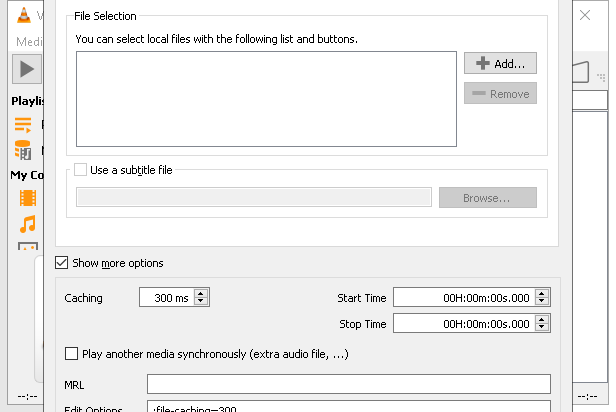 File Selection
You can select local files with the following list and buttons.
Add...
Remove
Use a subtitle file
Browse...
Show more options
Caching
300 ms
Start Time
00H:00m:00s.000
Stop Time
00H:00m:00s.000
Play another media synchronously (extra audio file, ...)
MRL
Edit Options
:file-caching=300
Medi
Playlis
My Co
--:--
--:--